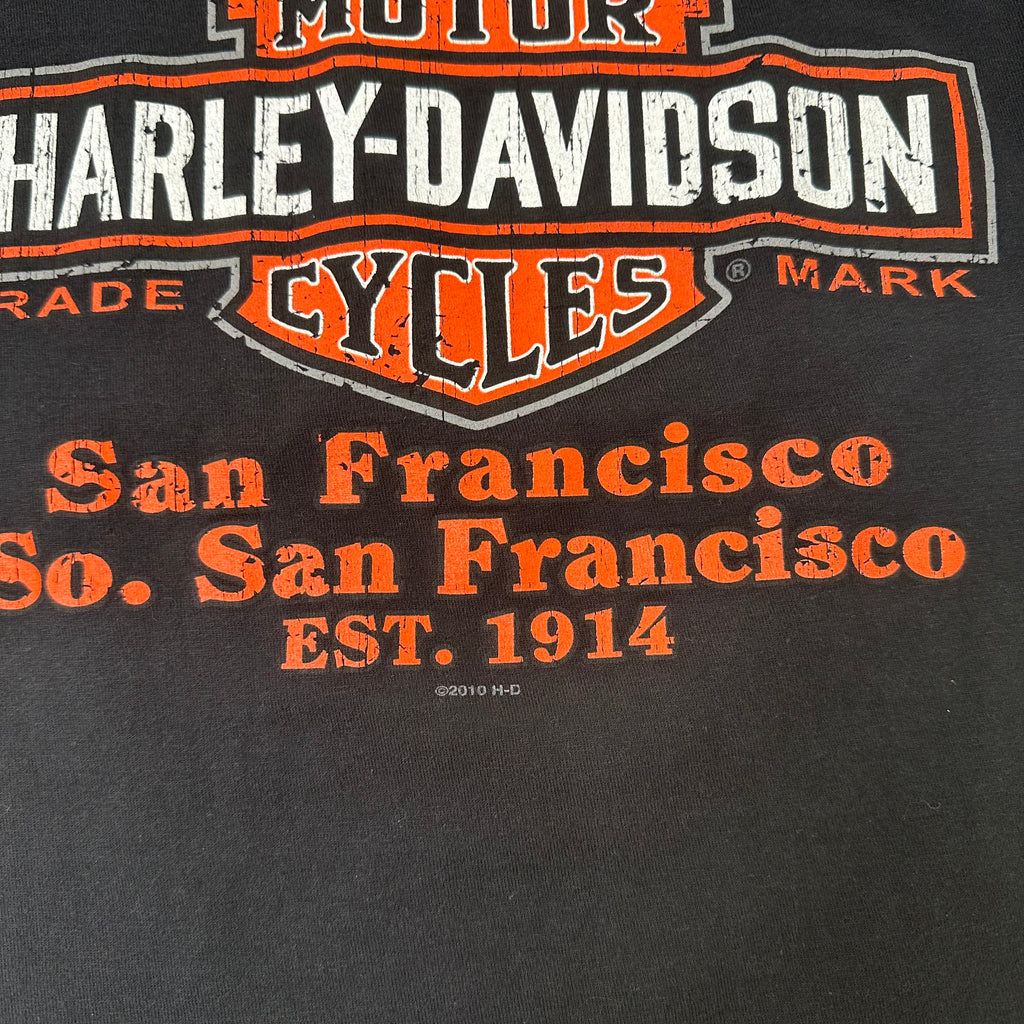 MOTOR
HARLEY-DAVIDSON
RADE ® MARK
CYCLES
San Francisco
So. San Francisco
EST. 1914
©2010 H-D